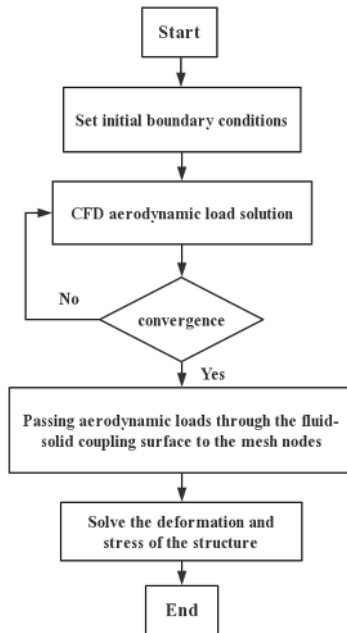 Start
Set initial boundary conditions
CFD aerodynamic load solution
No
convergence
Yes
Passing aerodynamic loads through the fluid-
solid coupling surface to the mesh nodes
Solve the deformation and
stress of the structure
End